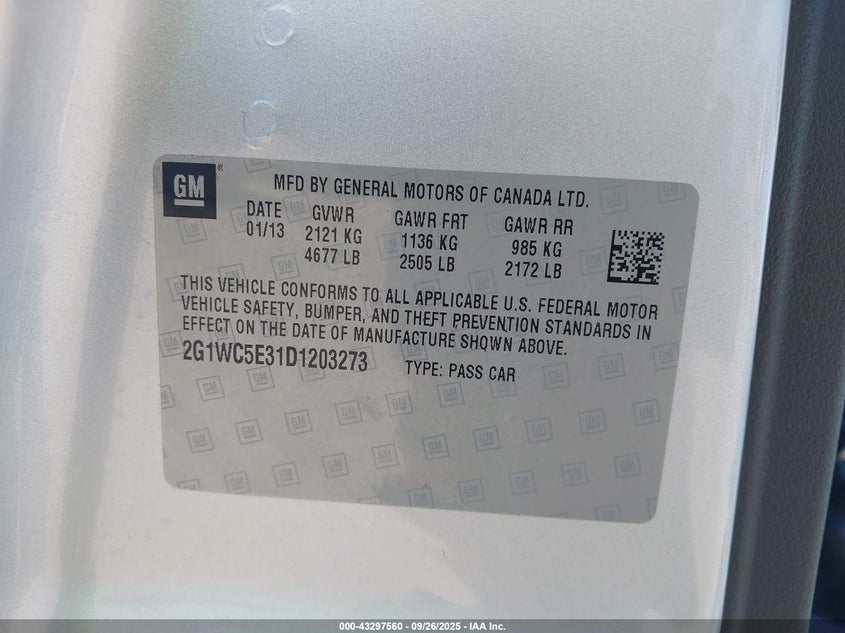 GM
®
MFD BY GENERAL MOTORS OF CANADA LTD.
DATE GVWR GAWR FRT GAWR RR
01/13 2121 KG 1136 KG 985 KG
4677 LB 2505 LB 2172 LB
THIS VEHICLE CONFORMS TO ALL APPLICABLE U.S. FEDERAL MOTOR
VEHICLE SAFETY, BUMPER, AND THEFT PREVENTION STANDARDS IN
EFFECT ON THE DATE OF MANUFACTURE SHOWN ABOVE.
2G1WC5E31D1203273 TYPE: PASS CAR
000-43297560 - 09/26/2025 - IAA Inc.